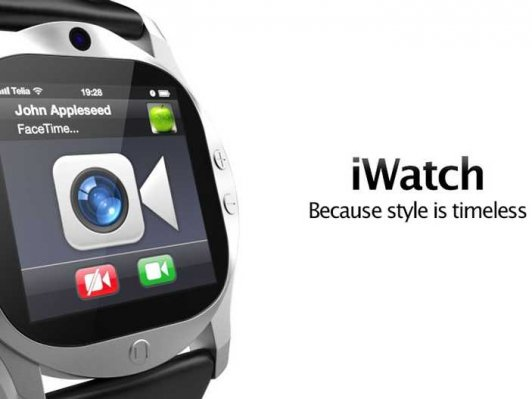 Telia 19:28
John Appleseed
FaceTime...
iWatch
Because style is timeless